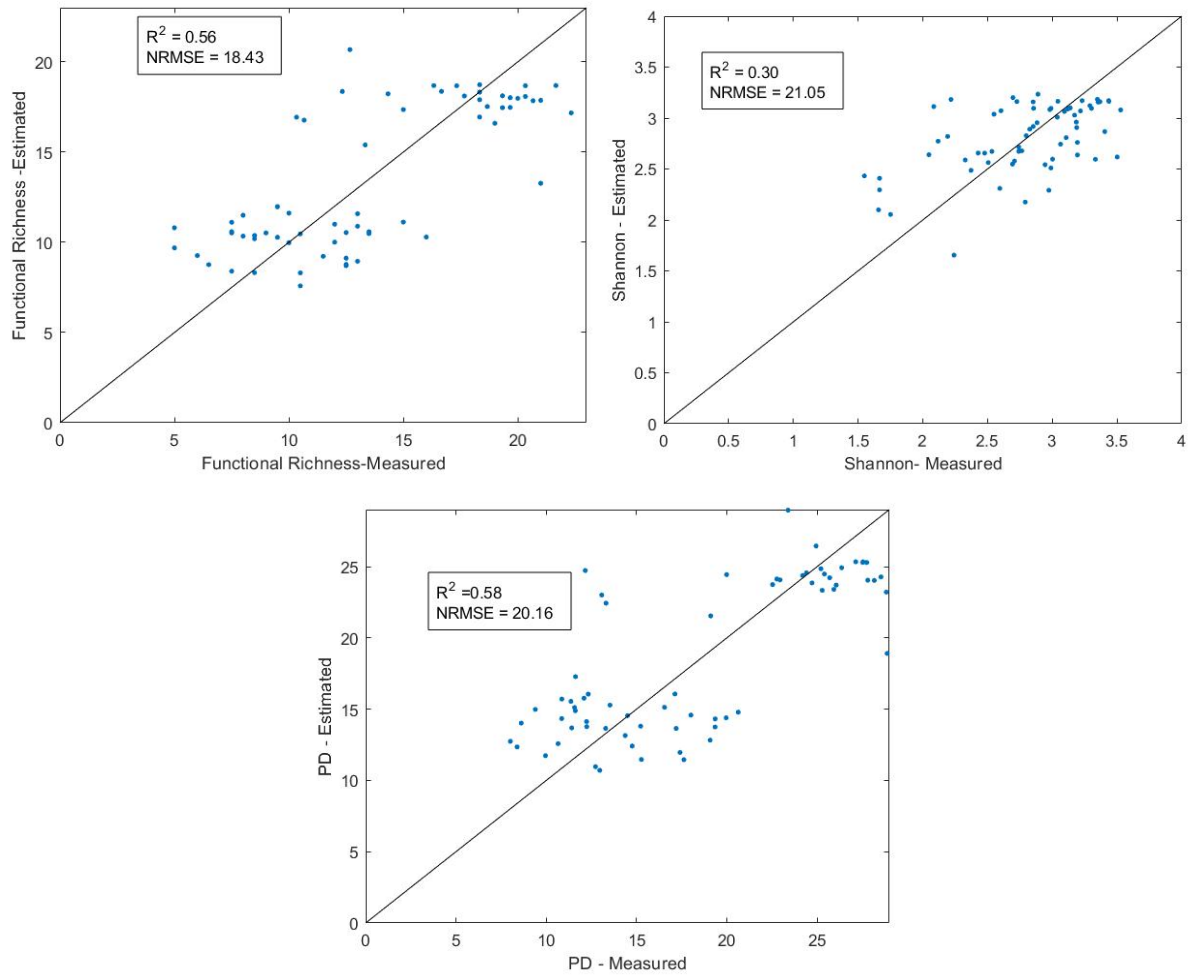 R² = 0.56
NRMSE = 18.43
20
15
10
5
0
Functional Richness -Estimated
0 5 10 15 20
Functional Richness-Measured
R² = 0.30
NRMSE = 21.05
4
3.5
3
2.5
2
1.5
1
0.5
0
Shannon - Estimated
0 0.5 1 1.5 2 2.5 3 3.5 4
Shannon- Measured
R² =0.58
NRMSE = 20.16
25
20
15
10
5
0
PD - Estimated
0 5 10 15 20 25
PD - Measured